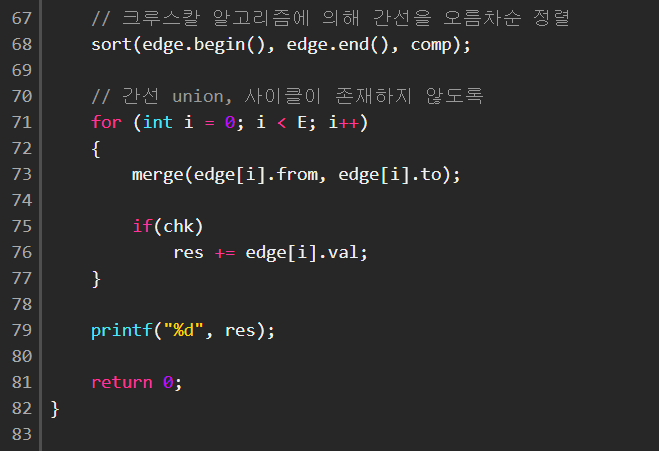 67 // 크루스칼 알고리즘에 의해 간선을 오름차순 정렬
68 sort(edge.begin(), edge.end(), comp);
69
70 // 간선 union, 사이클이 존재하지 않도록
71 for (int i = 0; i < E; i++)
72 {
73 merge(edge[i].from, edge[i].to);
74
75 if(chk)
76 res += edge[i].val;
77 }
78
79 printf("%d", res);
80
81 return 0;
82 }
83